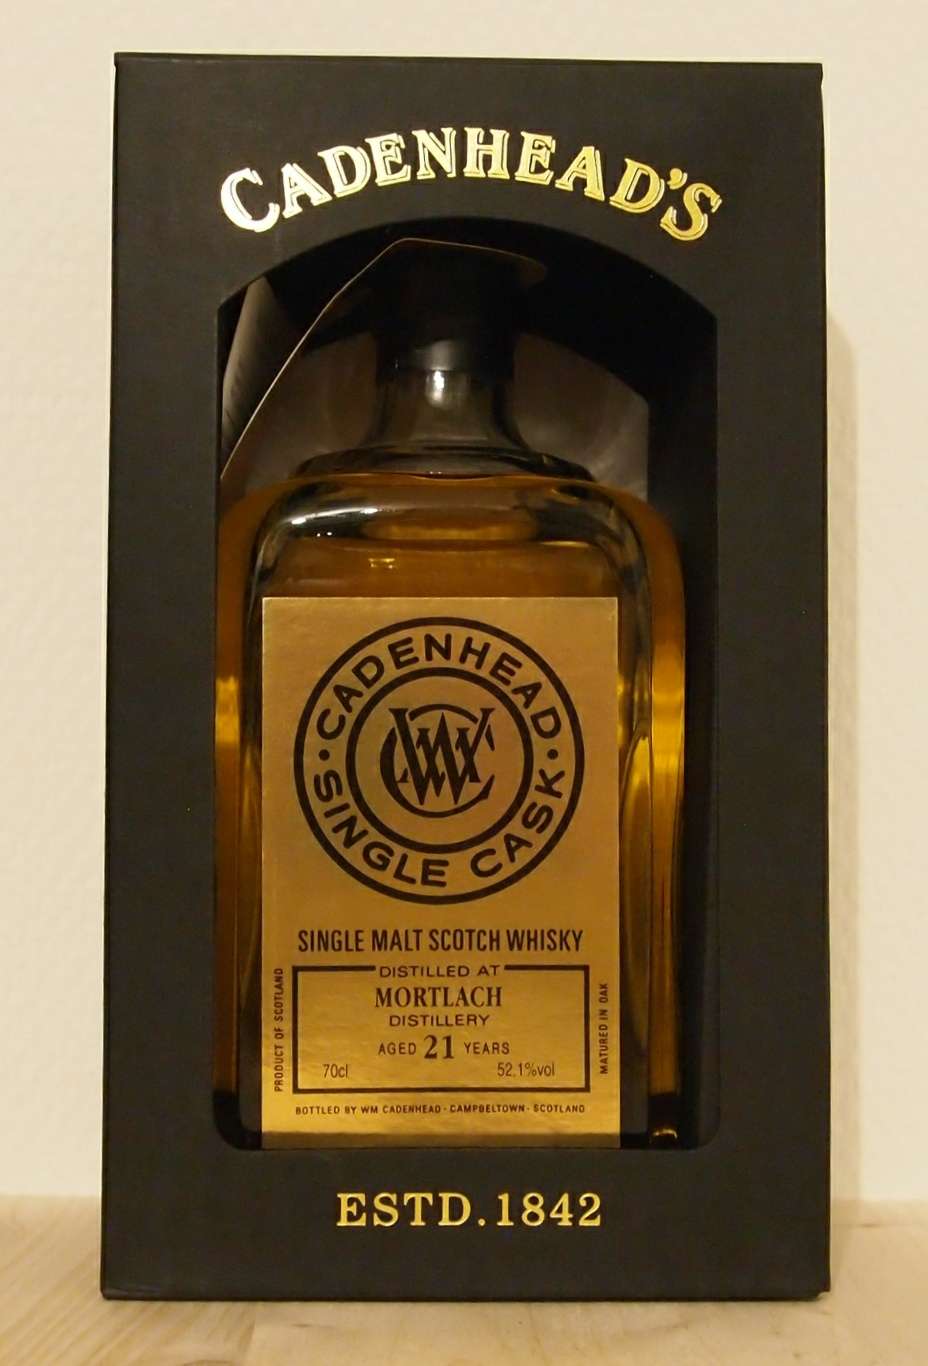 CADENHEAD'S
CADENHEAD
WC
SINGLE CASK
SINGLE MALT SCOTCH WHISKY
DISTILLED AT
MORTLACH
DISTILLERY
AGED 21 YEARS
70cl 52.1%vol
PRODUCT OF SCOTLAND
MATURED IN OAK
BOTTLED BY WM CADENHEAD · CAMPBELTOWN · SCOTLAND
ESTD.1842